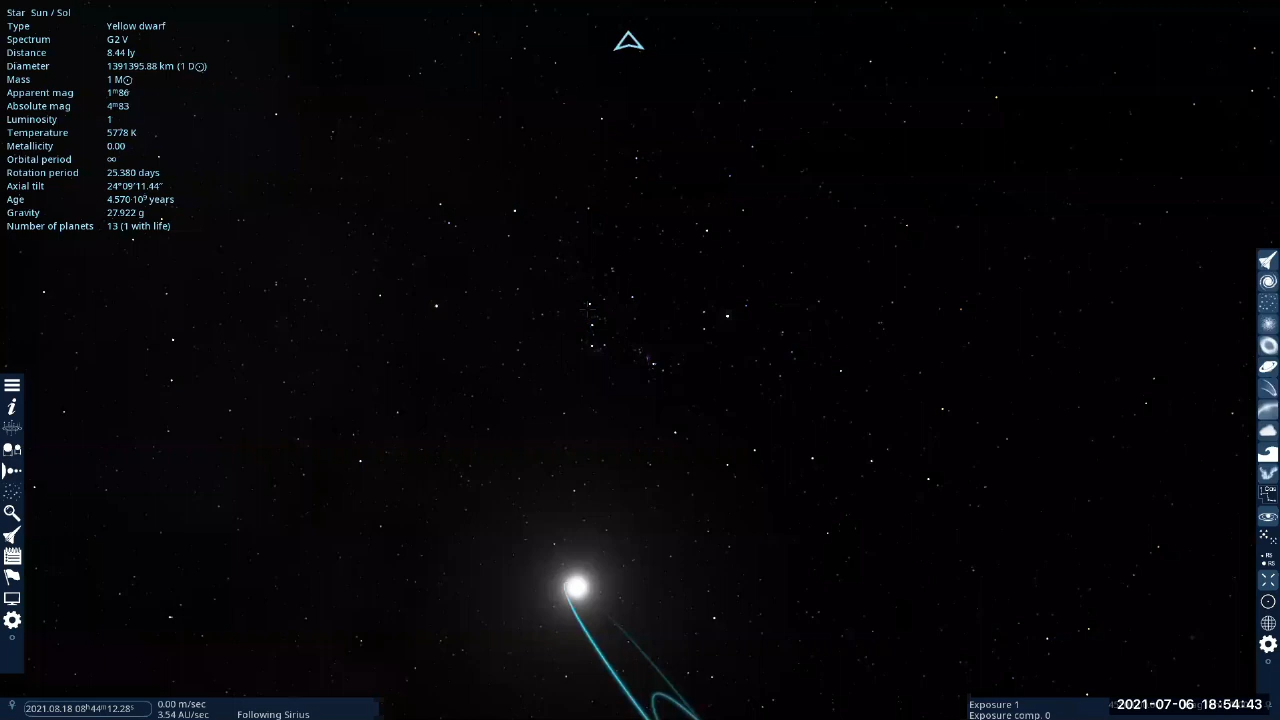 Star Sun / Sol
Type Yellow dwarf
Spectrum G2 V
Distance 8.44 ly
Diameter 1391395.88 km (1 D☉)
Mass 1 M☉
Apparent mag 1ᵐ86
Absolute mag 4ᵐ83
Luminosity 1
Temperature 5778 K
Metallicity 0.00
Orbital period ∞
Rotation period 25.380 days
Axial tilt 24°09'11.44"
Age 4.570·10⁹ years
Gravity 27.922 g
Number of planets 13 (1 with life)
RS
RS
2021.08.18 08ʰ44ᵐ12.28ˢ
0.00 m/sec
3.54 AU/sec Following Sirius
Exposure 1
Exposure comp. 0
2021-07-06 18:54:43